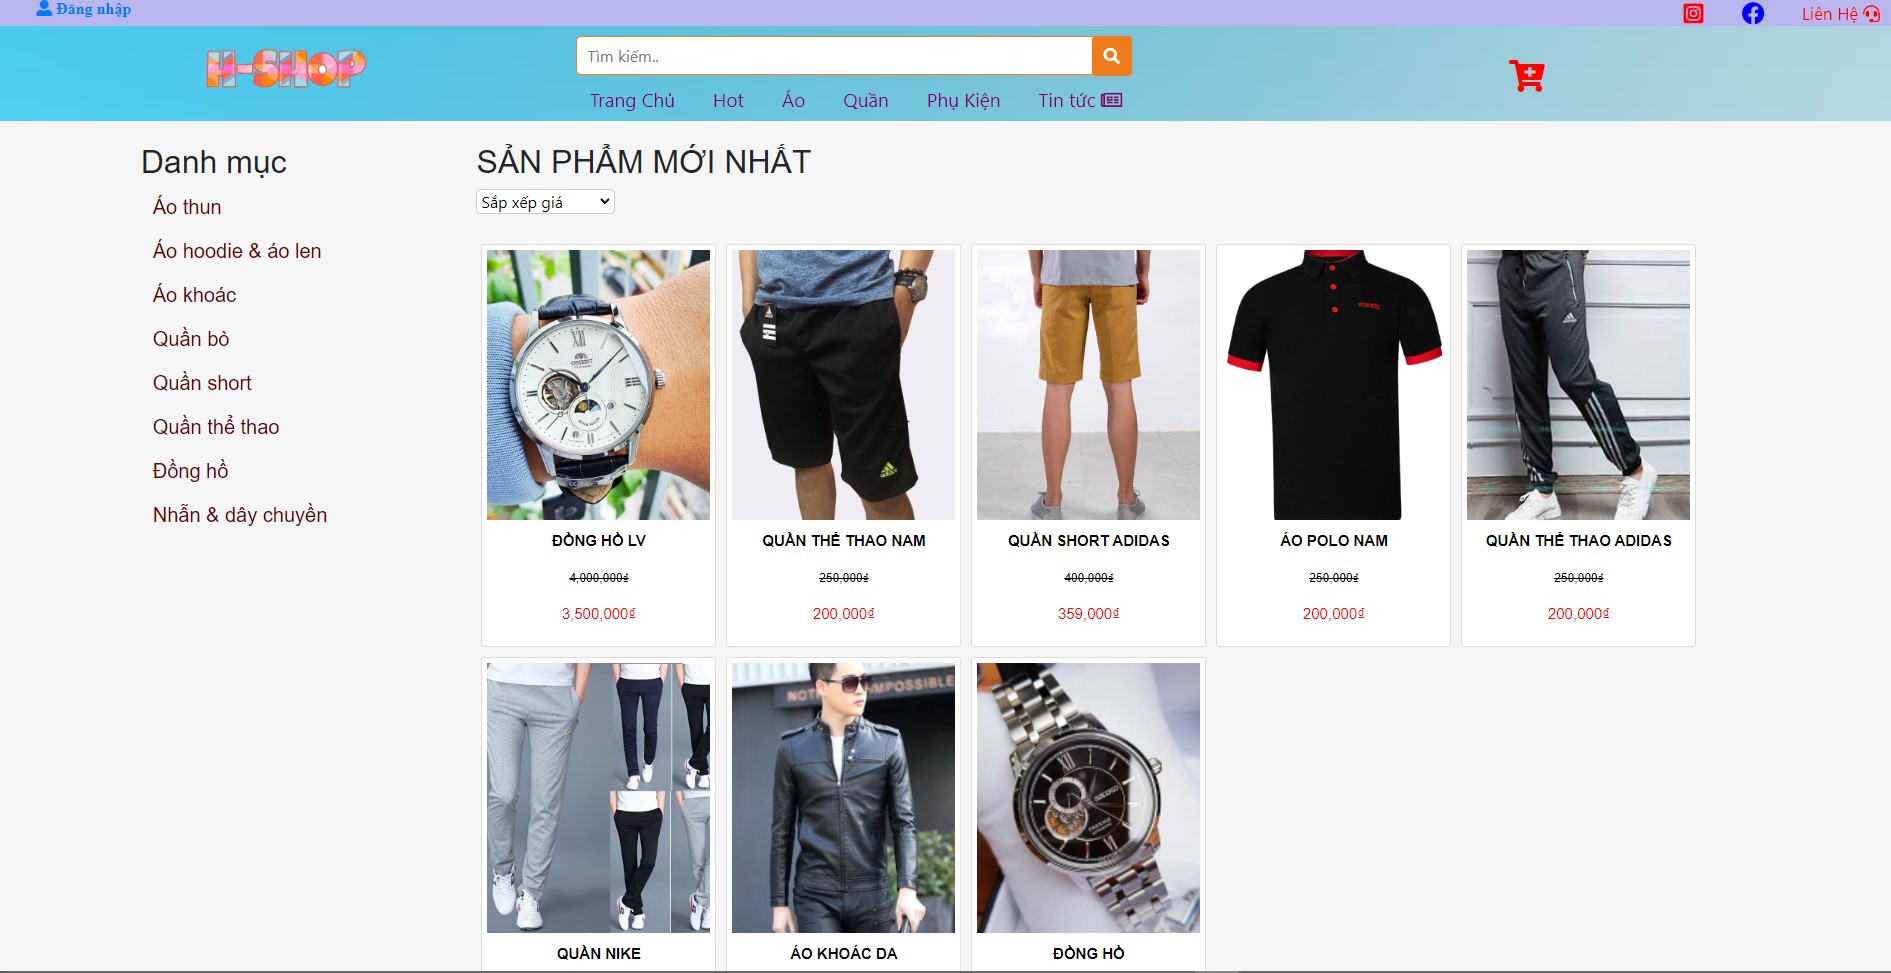 Đăng nhập
Liên Hệ
H-SHOP
Tìm kiếm..
Trang Chủ Hot Áo Quần Phụ Kiện Tin tức
Danh mục
Áo thun
Áo hoodie & áo len
Áo khoác
Quần bò
Quần short
Quần thể thao
Đồng hồ
Nhẫn & dây chuyền
SẢN PHẨM MỚI NHẤT
Sắp xếp giá
ORIENT
adidas
ĐỒNG HỒ LV
4,000,000₫
3,500,000₫
QUẦN THỂ THAO NAM
250,000₫
200,000₫
QUẦN SHORT ADIDAS
400,000₫
359,000₫
ÁO POLO NAM
250,000₫
200,000₫
QUẦN THỂ THAO ADIDAS
250,000₫
200,000₫
IMPOSSIBLE
SEIKO
QUẦN NIKE
ÁO KHOÁC DA
ĐỒNG HỒ